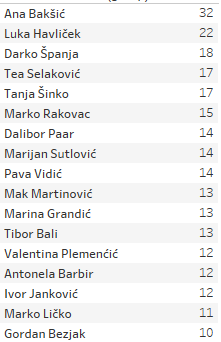 Ana Bakšić 32
Luka Havliček 22
Darko Španja 18
Tea Selaković 17
Tanja Šinko 17
Marko Rakovac 15
Dalibor Paar 14
Marijan Sutlović 14
Pava Vidić 14
Mak Martinović 13
Marina Grandić 13
Tibor Bali 13
Valentina Plemenćić 12
Antonela Barbir 12
Ivor Janković 12
Marko Ličko 11
Gordan Bezjak 10